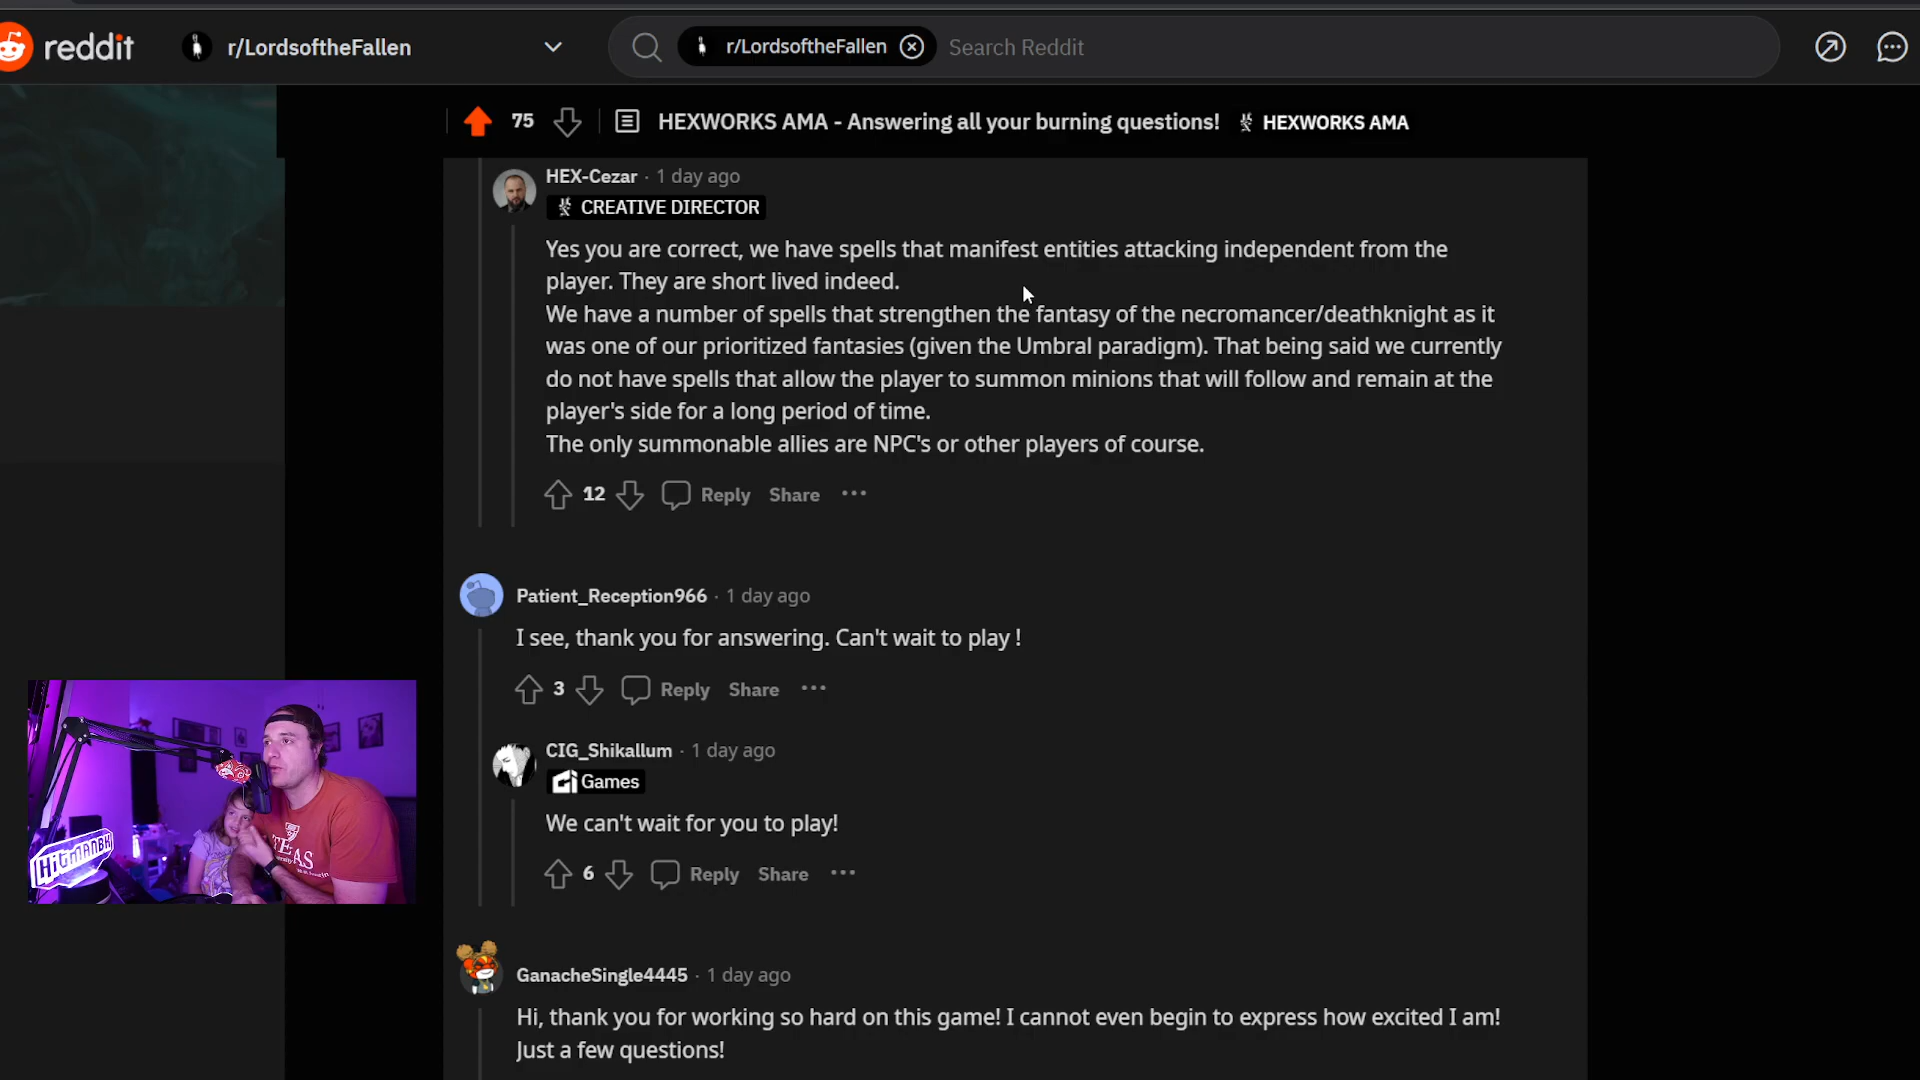 reddit
r/LordsoftheFallen
r/LordsoftheFallen
Search Reddit
75
HEXWORKS AMA - Answering all your burning questions!
HEXWORKS AMA
HEX-Cezar · 1 day ago
CREATIVE DIRECTOR
Yes you are correct, we have spells that manifest entities attacking independent from the
player. They are short lived indeed.
We have a number of spells that strengthen the fantasy of the necromancer/deathknight as it
was one of our prioritized fantasies (given the Umbral paradigm). That being said we currently
do not have spells that allow the player to summon minions that will follow and remain at the
player's side for a long period of time.
The only summonable allies are NPC's or other players of course.
12 Reply Share ···
Patient_Reception966 · 1 day ago
I see, thank you for answering. Can't wait to play !
3 Reply Share ···
CIG_Shikallum · 1 day ago
Games
We can't wait for you to play!
6 Reply Share ···
GanacheSingle4445 · 1 day ago
Hi, thank you for working so hard on this game! I cannot even begin to express how excited I am!
Just a few questions!